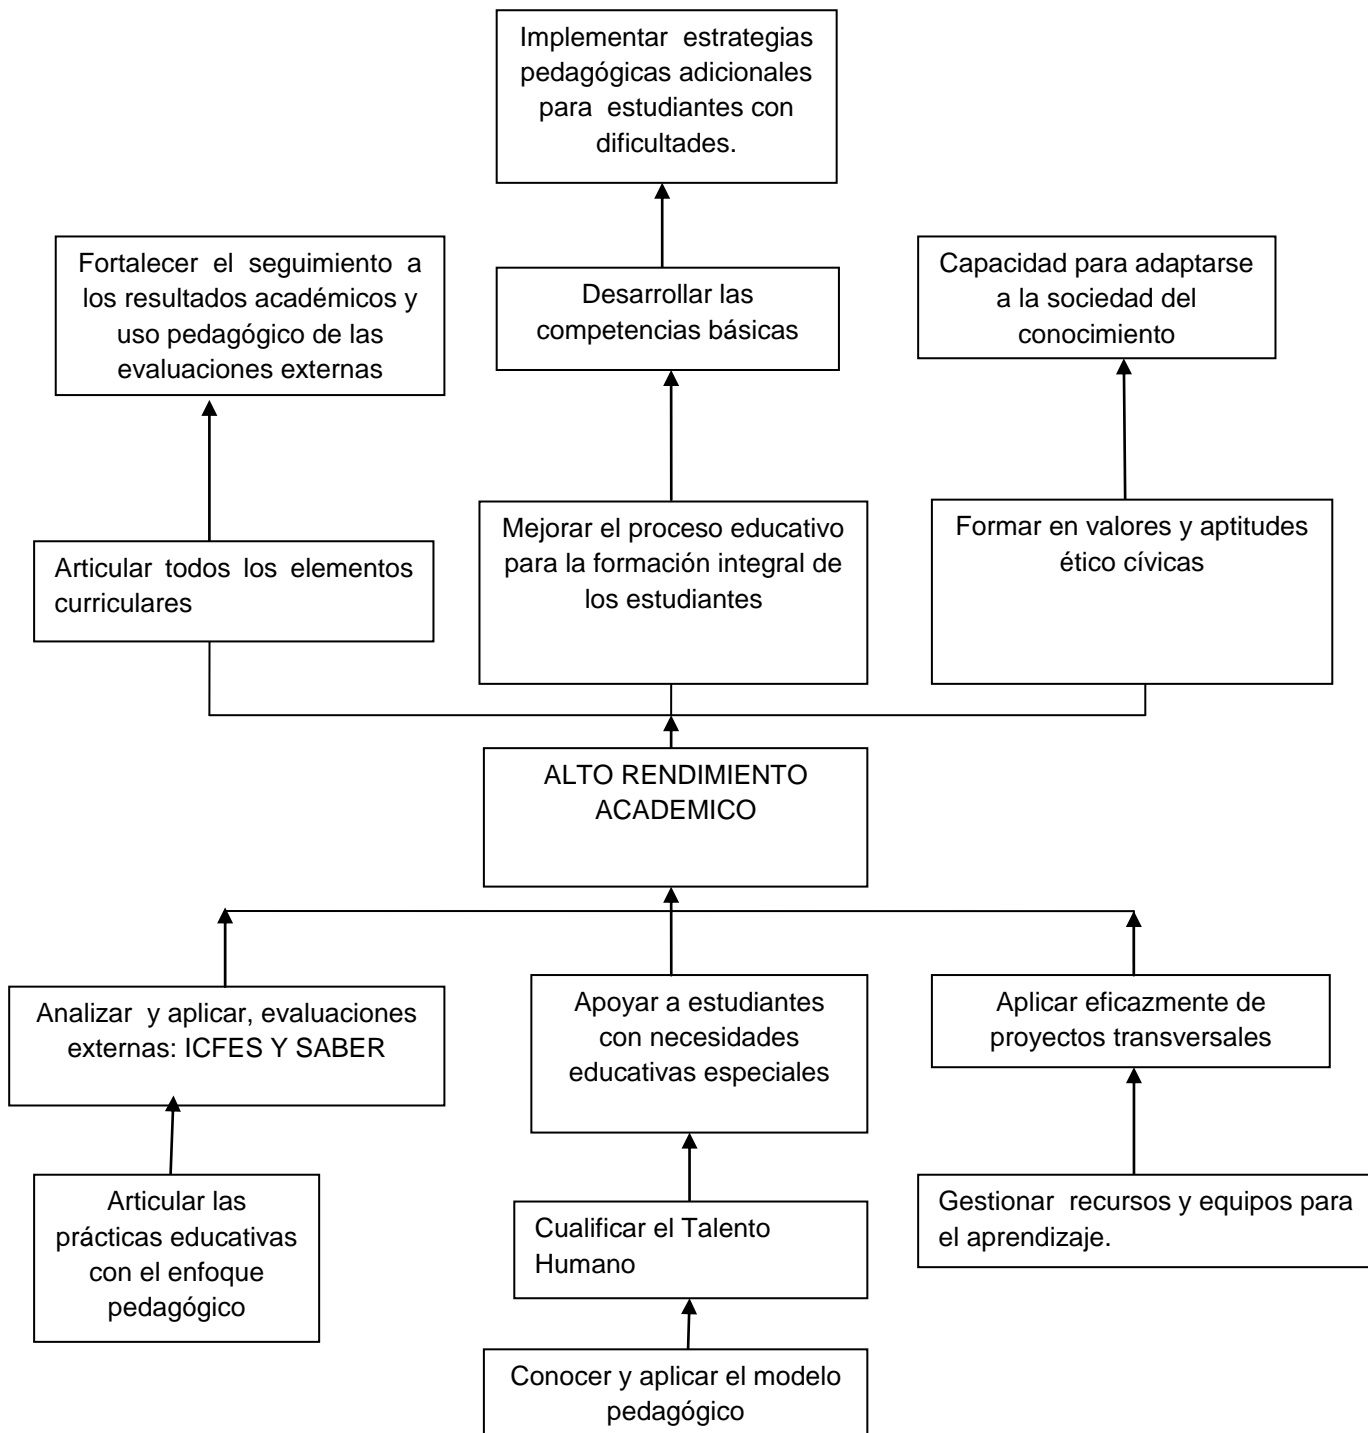 Implementar estrategias
pedagógicas adicionales
para estudiantes con
dificultades.
Fortalecer el seguimiento a
los resultados académicos y
uso pedagógico de las
evaluaciones externas
Desarrollar las
competencias básicas
Capacidad para adaptarse
a la sociedad del
conocimiento
Articular todos los elementos
curriculares
Mejorar el proceso educativo
para la formación integral de
los estudiantes
Formar en valores y aptitudes
ético cívicas
ALTO RENDIMIENTO
ACADEMICO
Analizar y aplicar, evaluaciones
externas: ICFES Y SABER
Apoyar a estudiantes
con necesidades
educativas especiales
Aplicar eficazmente de
proyectos transversales
Articular las
prácticas educativas
con el enfoque
pedagógico
Cualificar el Talento
Humano
Gestionar recursos y equipos para
el aprendizaje.
Conocer y aplicar el modelo
pedagógico